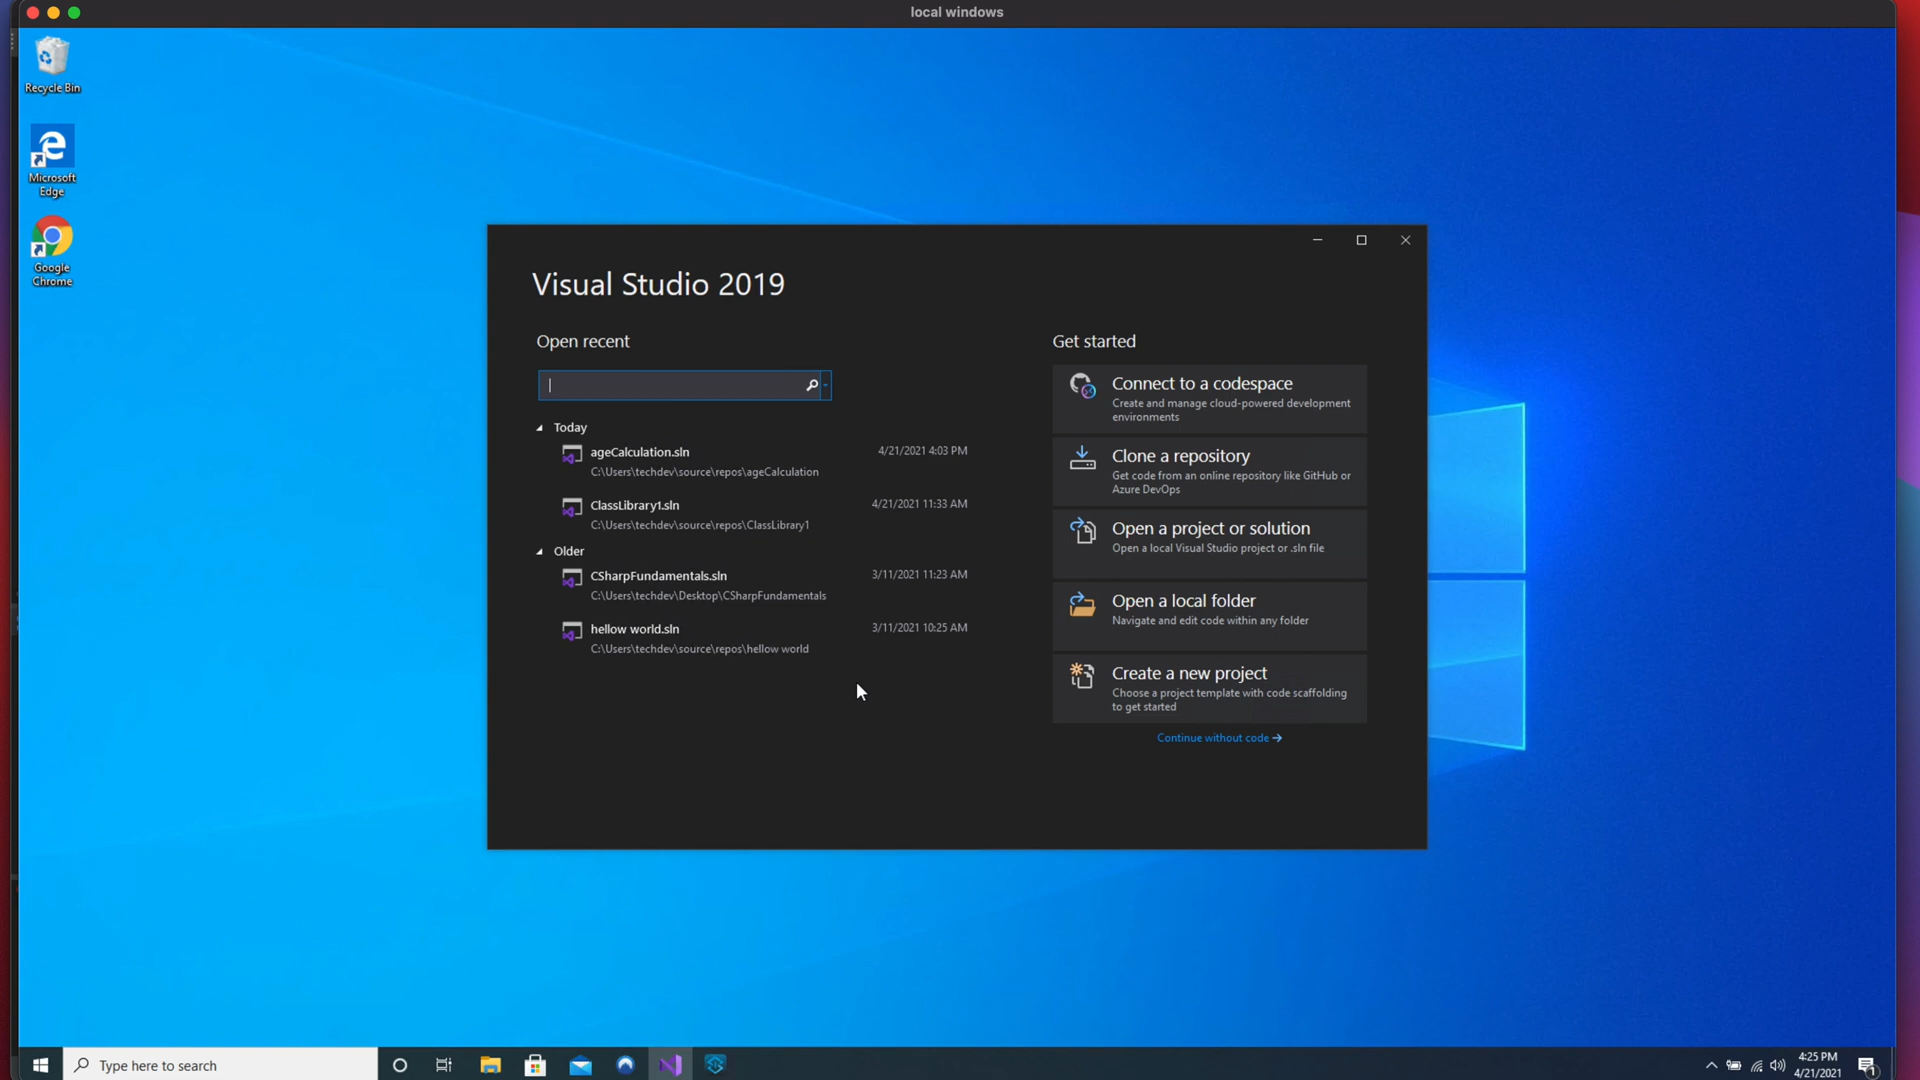 local windows
Recycle Bin
Microsoft
Edge
Google
Chrome
Visual Studio 2019
Open recent
Today
ageCalculation.sln
4/21/2021 4:03 PM
C:\Users\techdev\source\repos\ageCalculation
ClassLibrary1.sln
4/21/2021 11:33 AM
C:\Users\techdev\source\repos\ClassLibrary1
Older
CSharpFundamentals.sln
3/11/2021 11:23 AM
C:\Users\techdev\Desktop\CSharpFundamentals
hellow world.sln
3/11/2021 10:25 AM
C:\Users\techdev\source\repos\hellow world
Get started
Connect to a codespace
Create and manage cloud-powered development
environments
Clone a repository
Get code from an online repository like GitHub or
Azure DevOps
Open a project or solution
Open a local Visual Studio project or .sln file
Open a local folder
Navigate and edit code within any folder
Create a new project
Choose a project template with code scaffolding
to get started
Continue without code
Type here to search
4:25 PM
4/21/2021
1